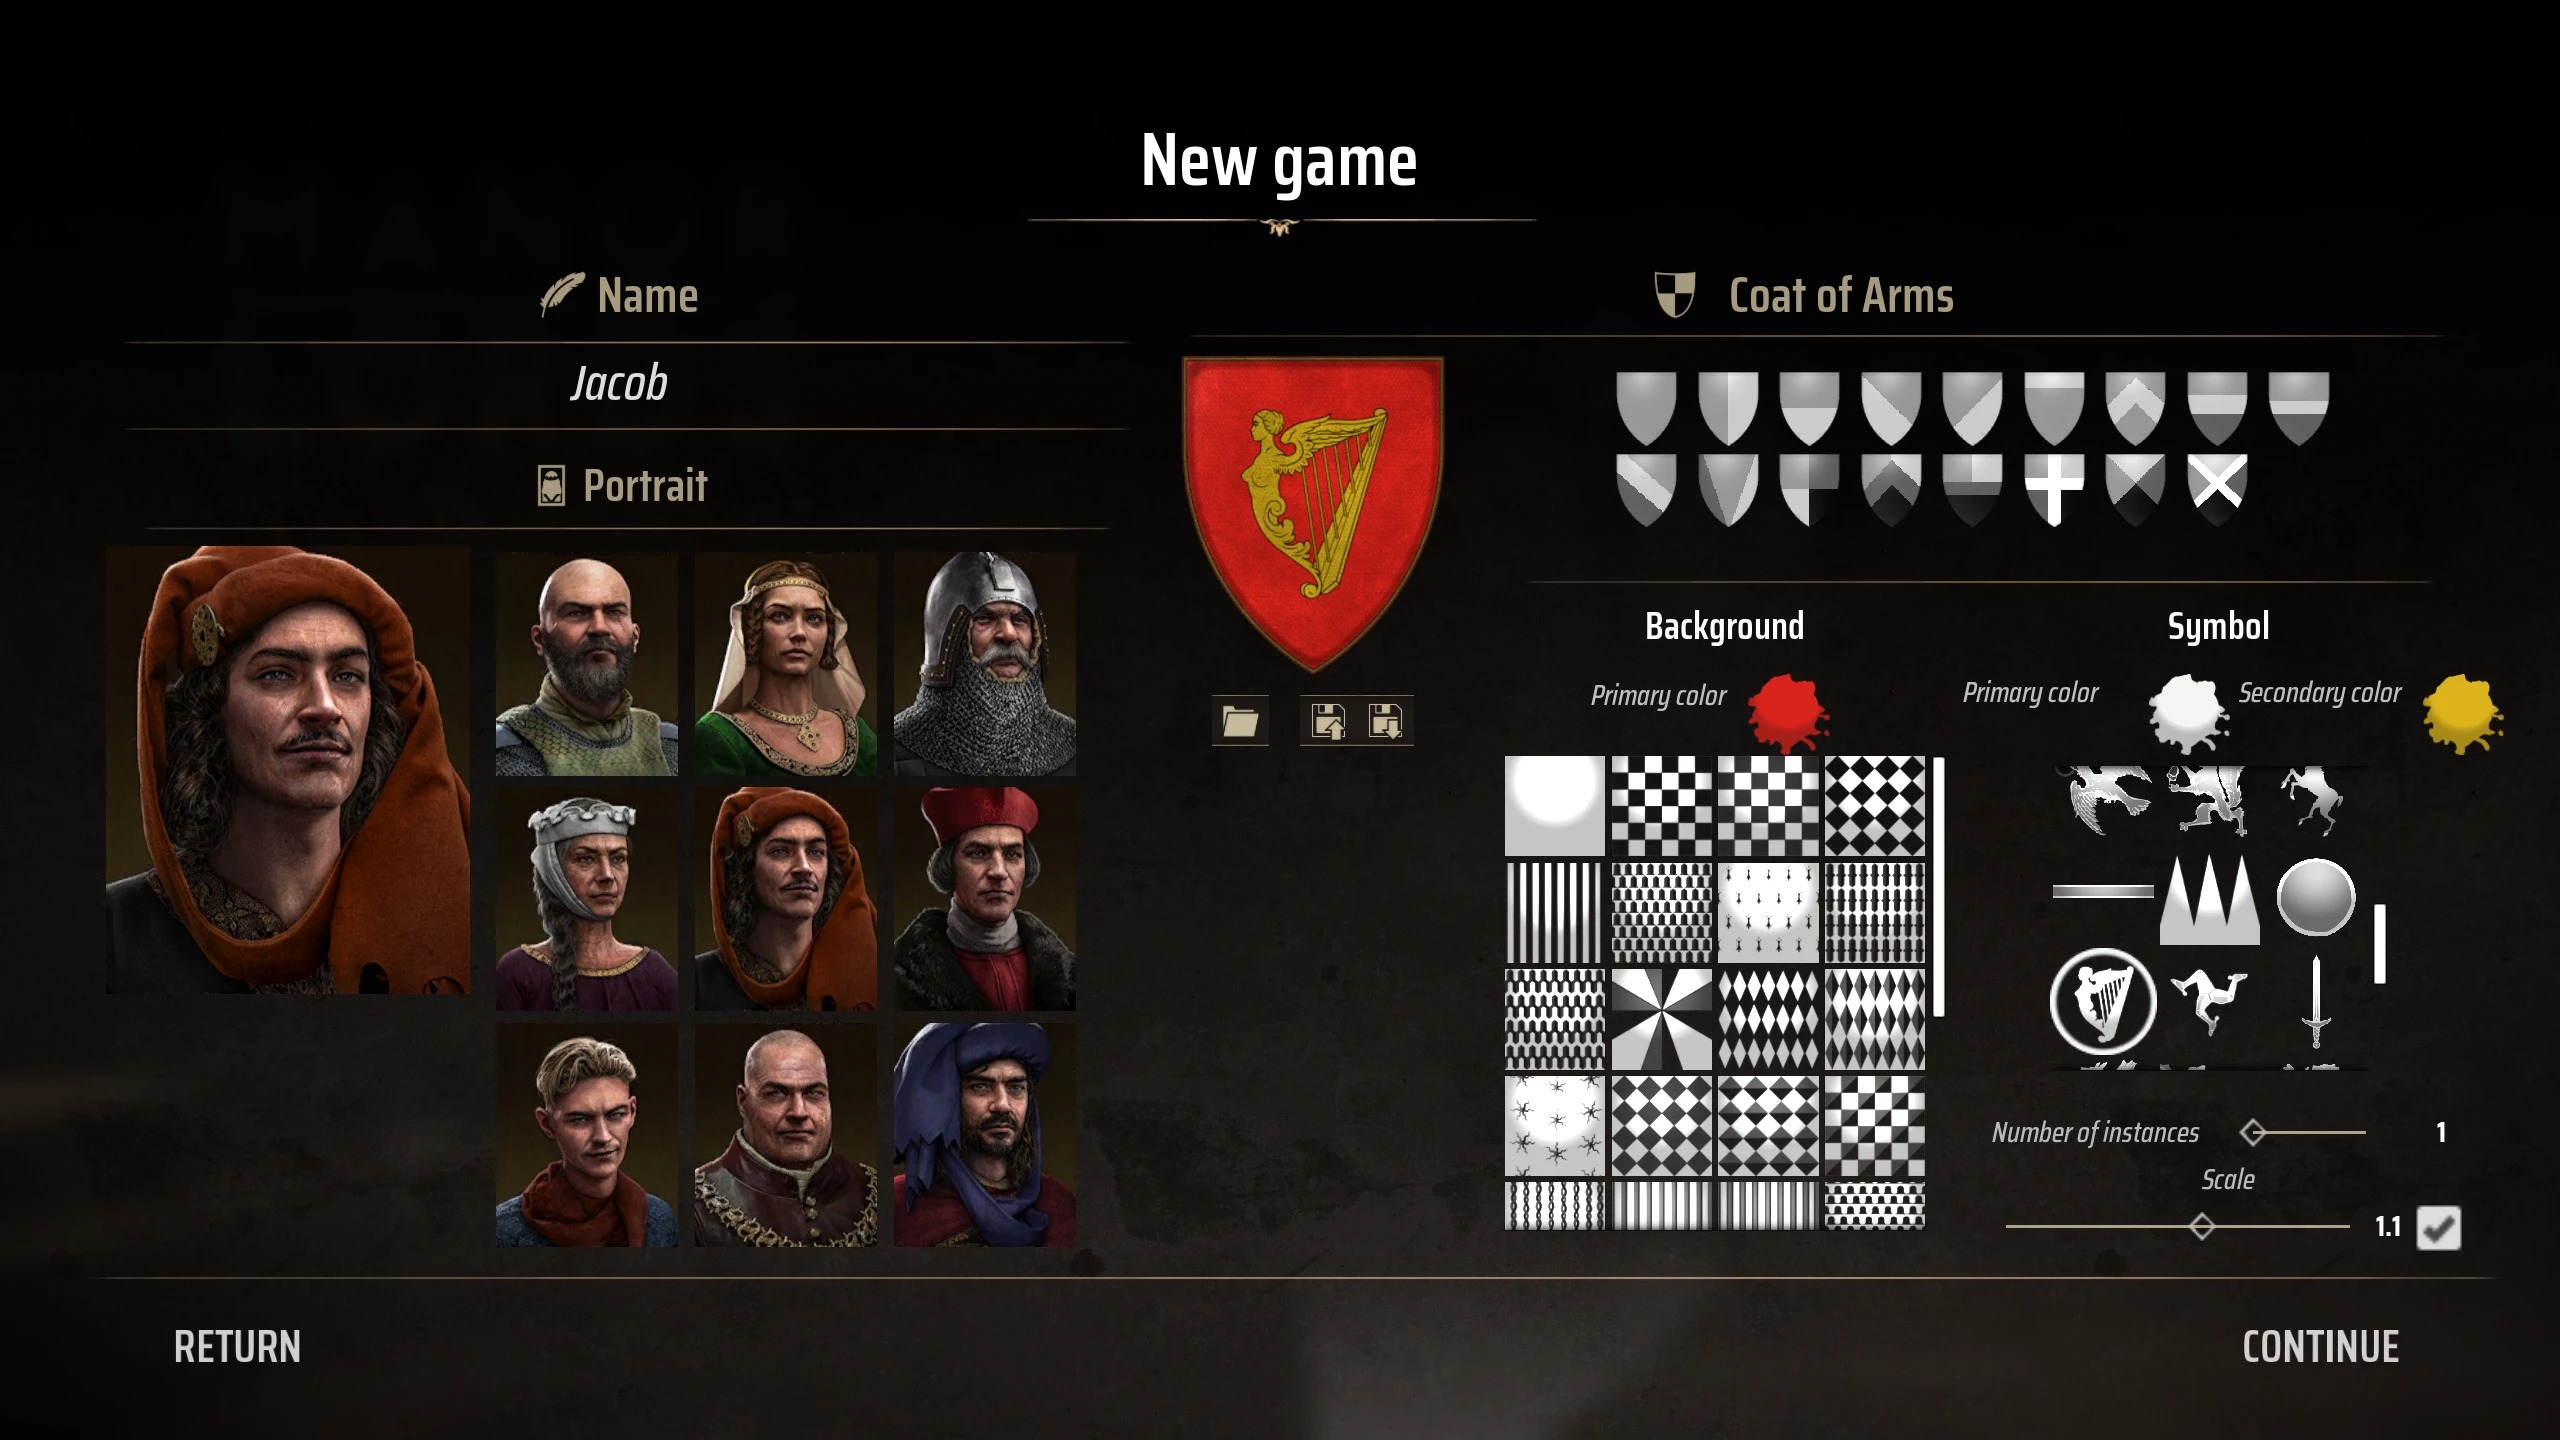 New game
Name
Jacob
Portrait
Coat of Arms
Background
Primary color
Symbol
Primary color
Secondary color
Number of instances
1
Scale
1.1
RETURN
CONTINUE